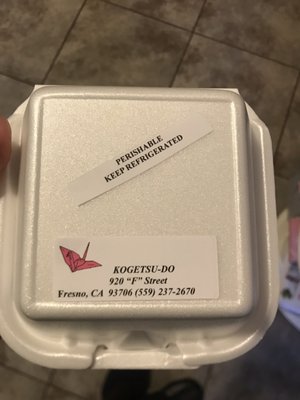 PERISHABLE
KEEP REFRIGERATED
KOGETSU-DO
920 "F" Street
Fresno, CA 93706 (559) 237-2670